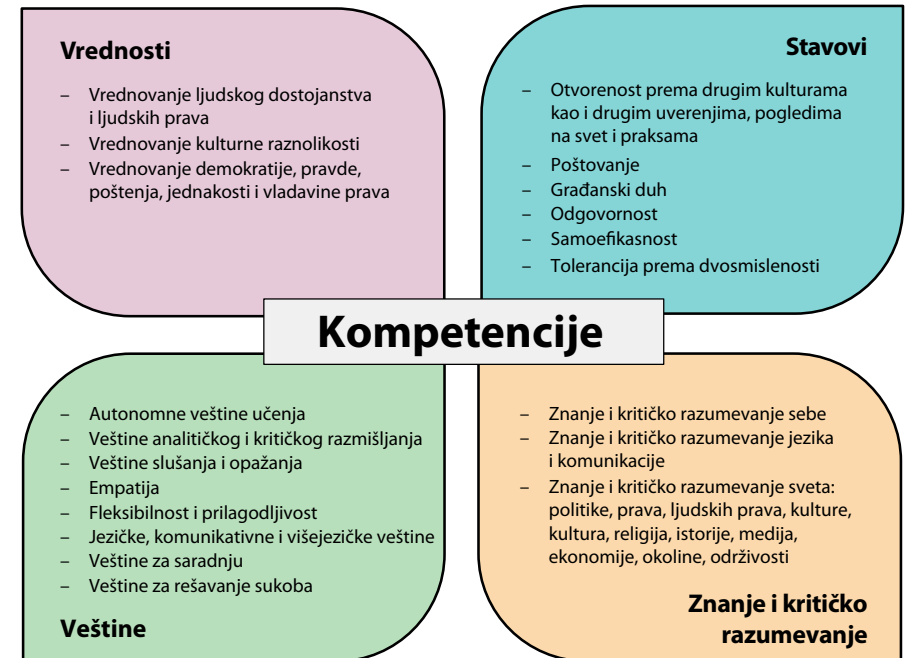 Vrednosti
– Vrednovanje ljudskog dostojanstva
i ljudskih prava
– Vrednovanje kulturne raznolikosti
– Vrednovanje demokratije, pravde,
poštenja, jednakosti i vladavine prava
Stavovi
– Otvorenost prema drugim kulturama
kao i drugim uverenjima, pogledima
na svet i praksama
– Poštovanje
– Građanski duh
– Odgovornost
– Samoefikasnost
– Tolerancija prema dvosmislenosti
Kompetencije
– Autonomne veštine učenja
– Veštine analitičkog i kritičkog razmišljanja
– Veštine slušanja i opažanja
– Empatija
– Fleksibilnost i prilagodljivost
– Jezičke, komunikativne i višejezičke veštine
– Veštine za saradnju
– Veštine za rešavanje sukoba
Veštine
– Znanje i kritičko razumevanje sebe
– Znanje i kritičko razumevanje jezika
i komunikacije
– Znanje i kritičko razumevanje sveta:
politike, prava, ljudskih prava, kulture,
kultura, religija, istorije, medija,
ekonomije, okoline, održivosti
Znanje i kritičko
razumevanje